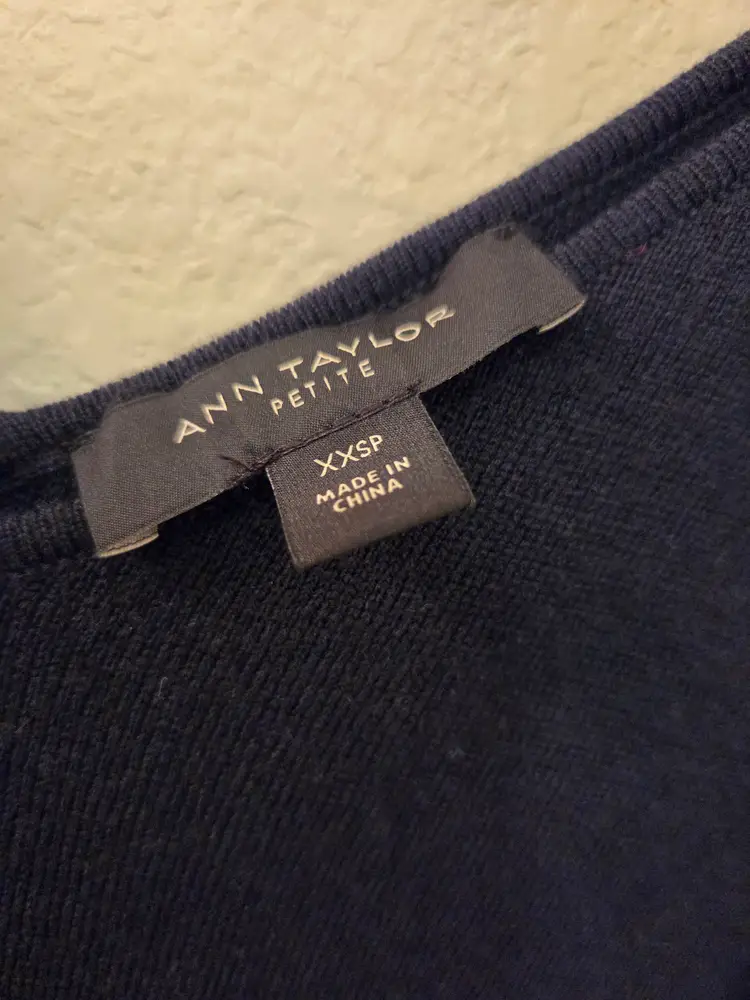 ANN TAYLOR
PETITE
XXSP
MADE IN
CHINA